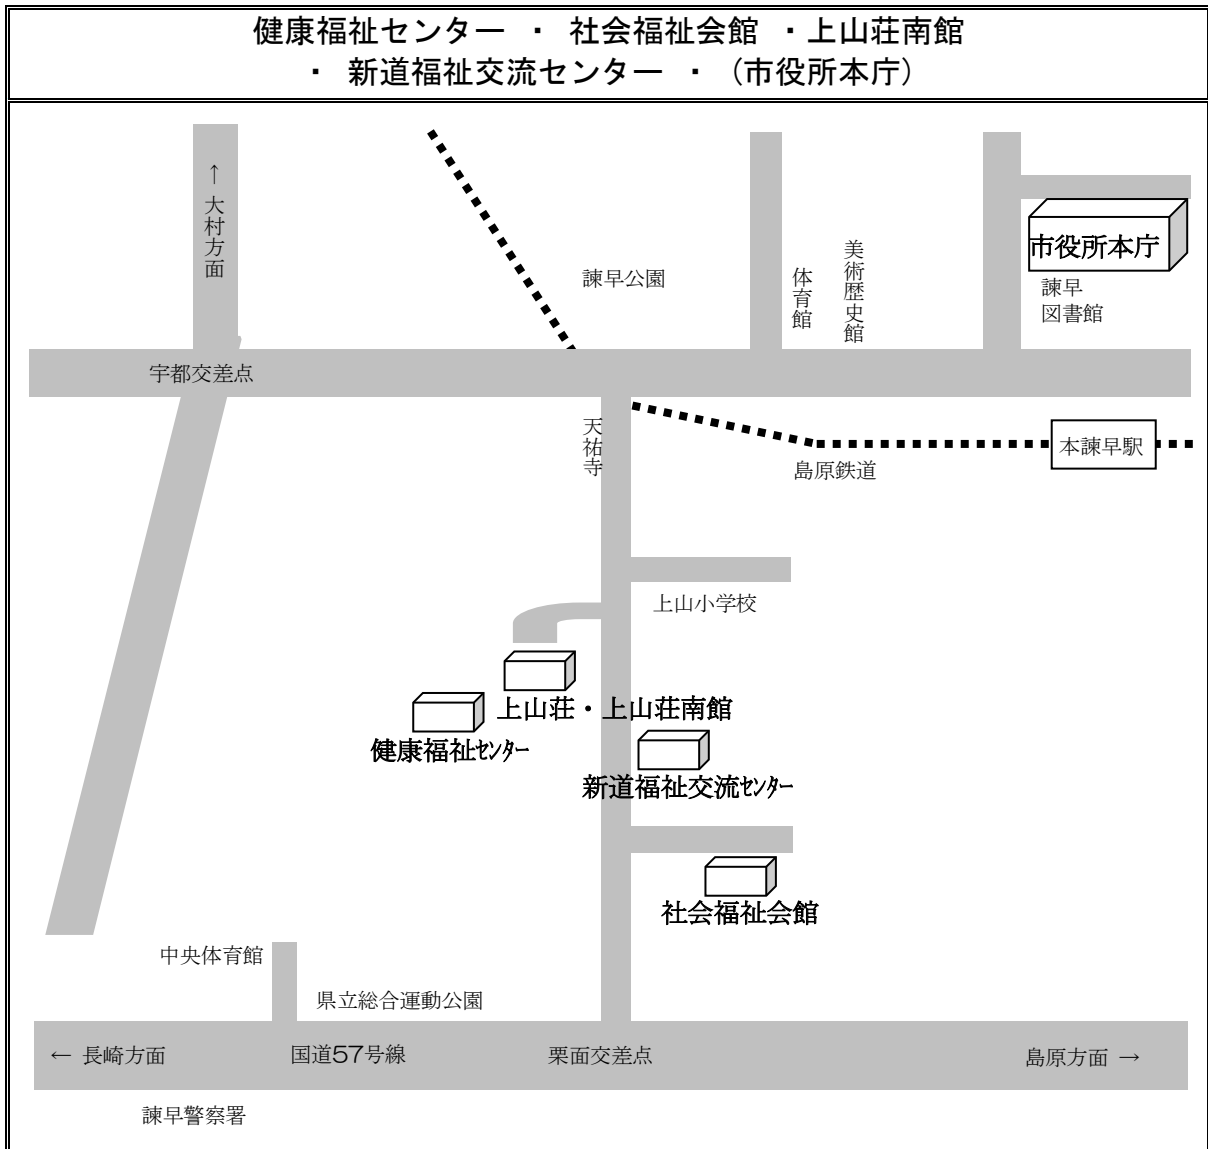 健康福祉センター ・ 社会福祉会館 ・上山荘南館
・ 新道福祉交流センター ・ (市役所本庁)
↑ 大村方面
諫早公園
体育館
美術歴史館
市役所本庁
諫早
図書館
宇都交差点
天祐寺
島原鉄道
本諫早駅
上山小学校
上山荘・上山荘南館
健康福祉センター
新道福祉交流センター
社会福祉会館
中央体育館
県立総合運動公園
← 長崎方面
国道57号線
栗面交差点
島原方面 →
諫早警察署